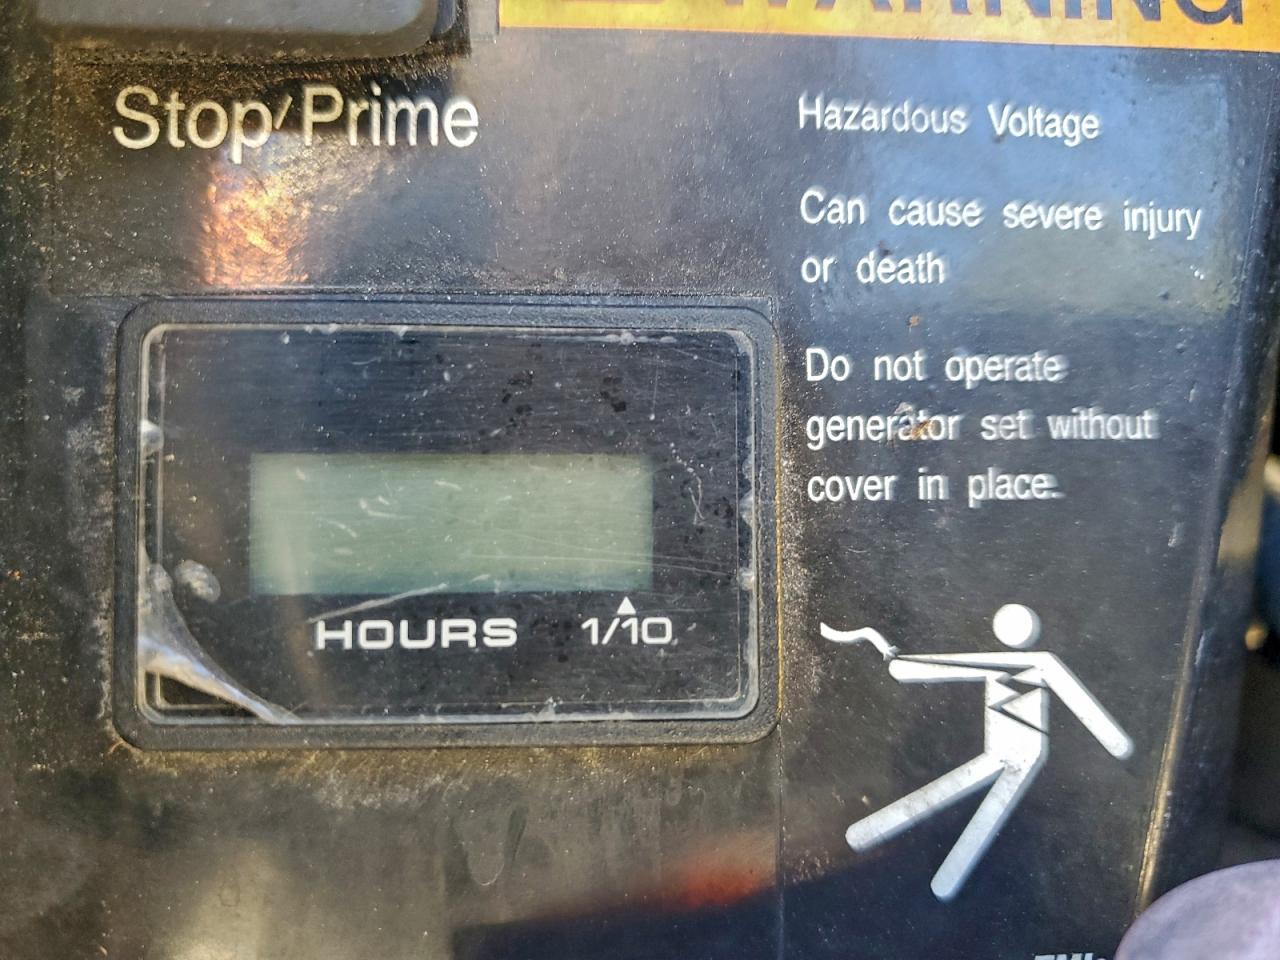 WARNING
Stop/Prime
Hazardous Voltage
Can cause severe injury
or death
Do not operate
generator set without
cover in place.
HOURS 1/10